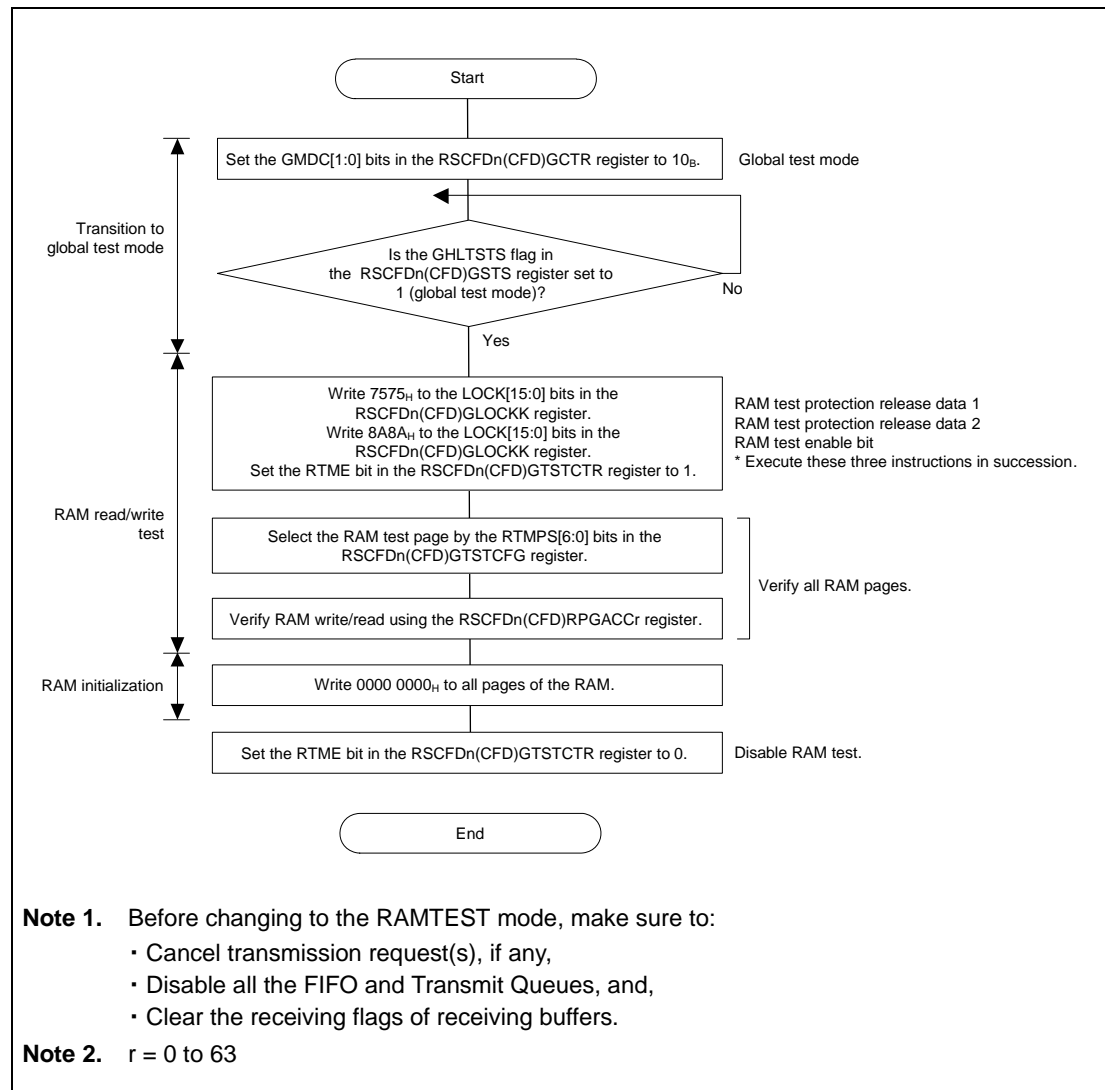 Start
Set the GMDC[1:0] bits in the RSCFDn(CFD)GCTR register to 10B.
Global test mode
Transition to
global test mode
Is the GHLTSTS flag in
the RSCFDn(CFD)GSTS register set to
1 (global test mode)?
No
Yes
Write 7575H to the LOCK[15:0] bits in the
RSCFDn(CFD)GLOCKK register.
Write 8A8AH to the LOCK[15:0] bits in the
RSCFDn(CFD)GLOCKK register.
Set the RTME bit in the RSCFDn(CFD)GTSTCTR register to 1.
RAM test protection release data 1
RAM test protection release data 2
RAM test enable bit
* Execute these three instructions in succession.
RAM read/write
test
Select the RAM test page by the RTMPS[6:0] bits in the
RSCFDn(CFD)GTSTCFG register.
Verify RAM write/read using the RSCFDn(CFD)RPGACCr register.
Verify all RAM pages.
RAM initialization
Write 0000 0000H to all pages of the RAM.
Set the RTME bit in the RSCFDn(CFD)GTSTCTR register to 0.
Disable RAM test.
End
Note 1. Before changing to the RAMTEST mode, make sure to:
・Cancel transmission request(s), if any,
・Disable all the FIFO and Transmit Queues, and,
・Clear the receiving flags of receiving buffers.
Note 2. r = 0 to 63